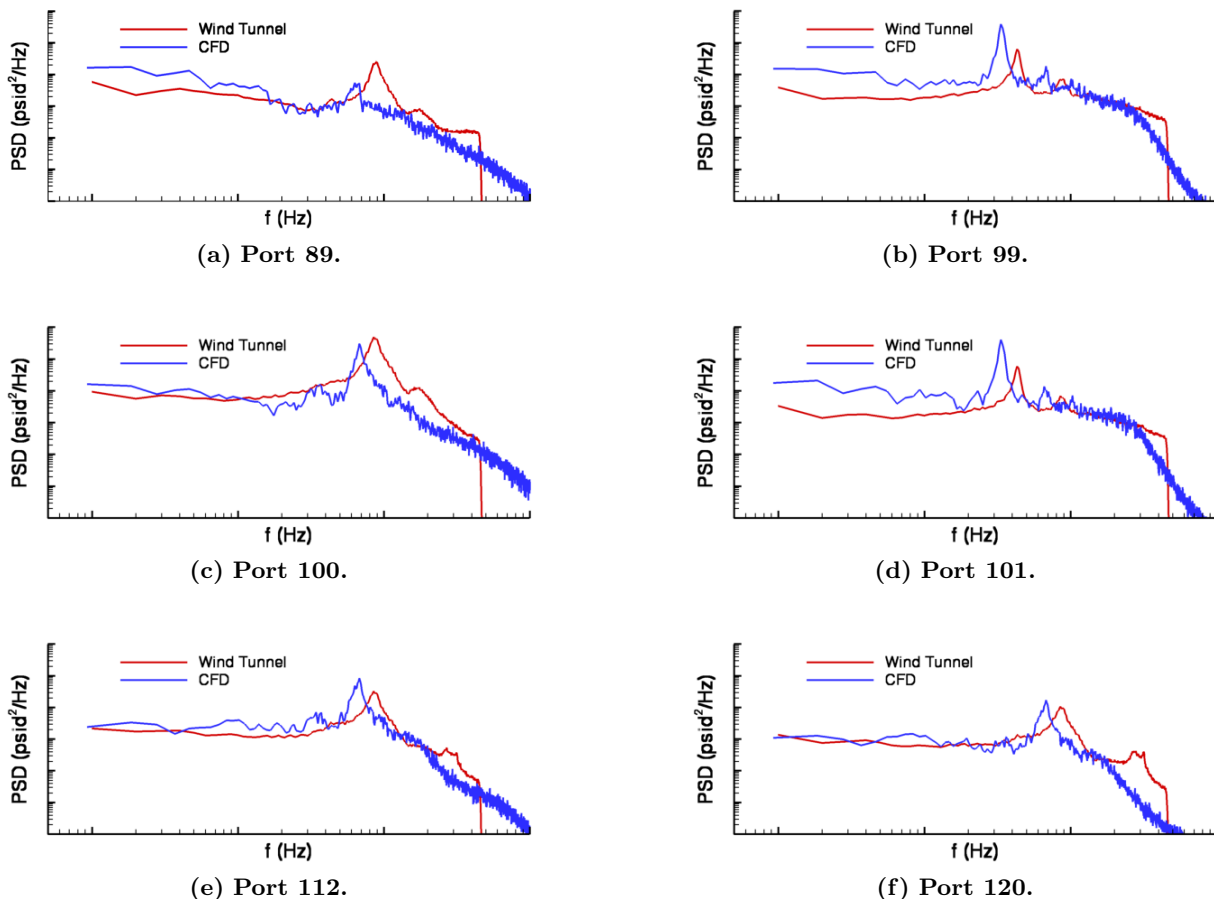 Wind Tunnel
CFD
PSD (psid²/Hz)
f (Hz)
(a) Port 89.
Wind Tunnel
CFD
PSD (psid²/Hz)
f (Hz)
(b) Port 99.
Wind Tunnel
CFD
PSD (psid²/Hz)
f (Hz)
(c) Port 100.
Wind Tunnel
CFD
PSD (psid²/Hz)
f (Hz)
(d) Port 101.
Wind Tunnel
CFD
PSD (psid²/Hz)
f (Hz)
(e) Port 112.
Wind Tunnel
CFD
PSD (psid²/Hz)
f (Hz)
(f) Port 120.